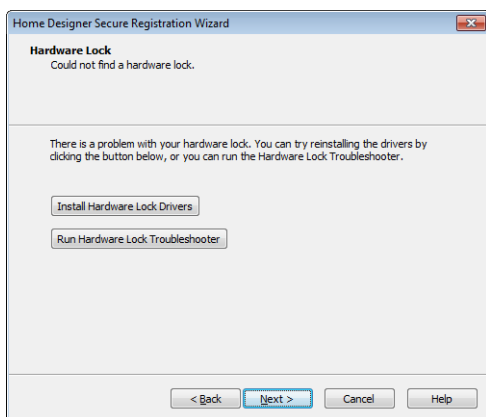 Home Designer Secure Registration Wizard
Hardware Lock
Could not find a hardware lock.
There is a problem with your hardware lock. You can try reinstalling the drivers by
clicking the button below, or you can run the Hardware Lock Troubleshooter.
Install Hardware Lock Drivers
Run Hardware Lock Troubleshooter
< Back Next > Cancel Help